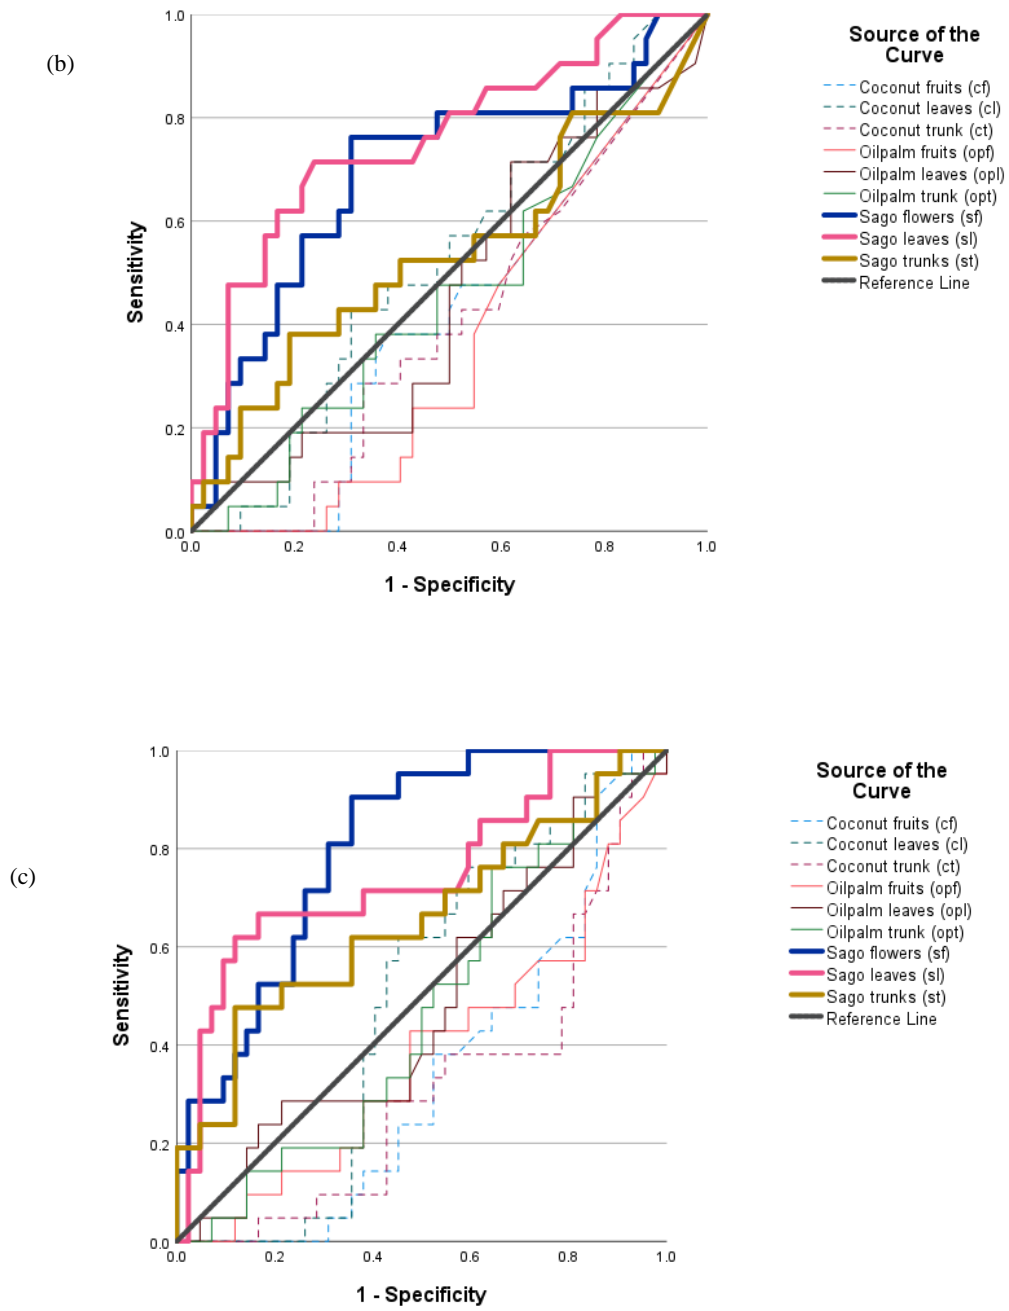 (b)
Sensitivity
1.0
0.8
0.6
0.4
0.2
0.0
0.0 0.2 0.4 0.6 0.8 1.0
1 - Specificity
Source of the
Curve
Coconut fruits (cf)
Coconut leaves (cl)
Coconut trunk (ct)
Oilpalm fruits (opf)
Oilpalm leaves (opl)
Oilpalm trunk (opt)
Sago flowers (sf)
Sago leaves (sl)
Sago trunks (st)
Reference Line
(c)
Sensitivity
1.0
0.8
0.6
0.4
0.2
0.0
0.0 0.2 0.4 0.6 0.8 1.0
1 - Specificity
Source of the
Curve
Coconut fruits (cf)
Coconut leaves (cl)
Coconut trunk (ct)
Oilpalm fruits (opf)
Oilpalm leaves (opl)
Oilpalm trunk (opt)
Sago flowers (sf)
Sago leaves (sl)
Sago trunks (st)
Reference Line